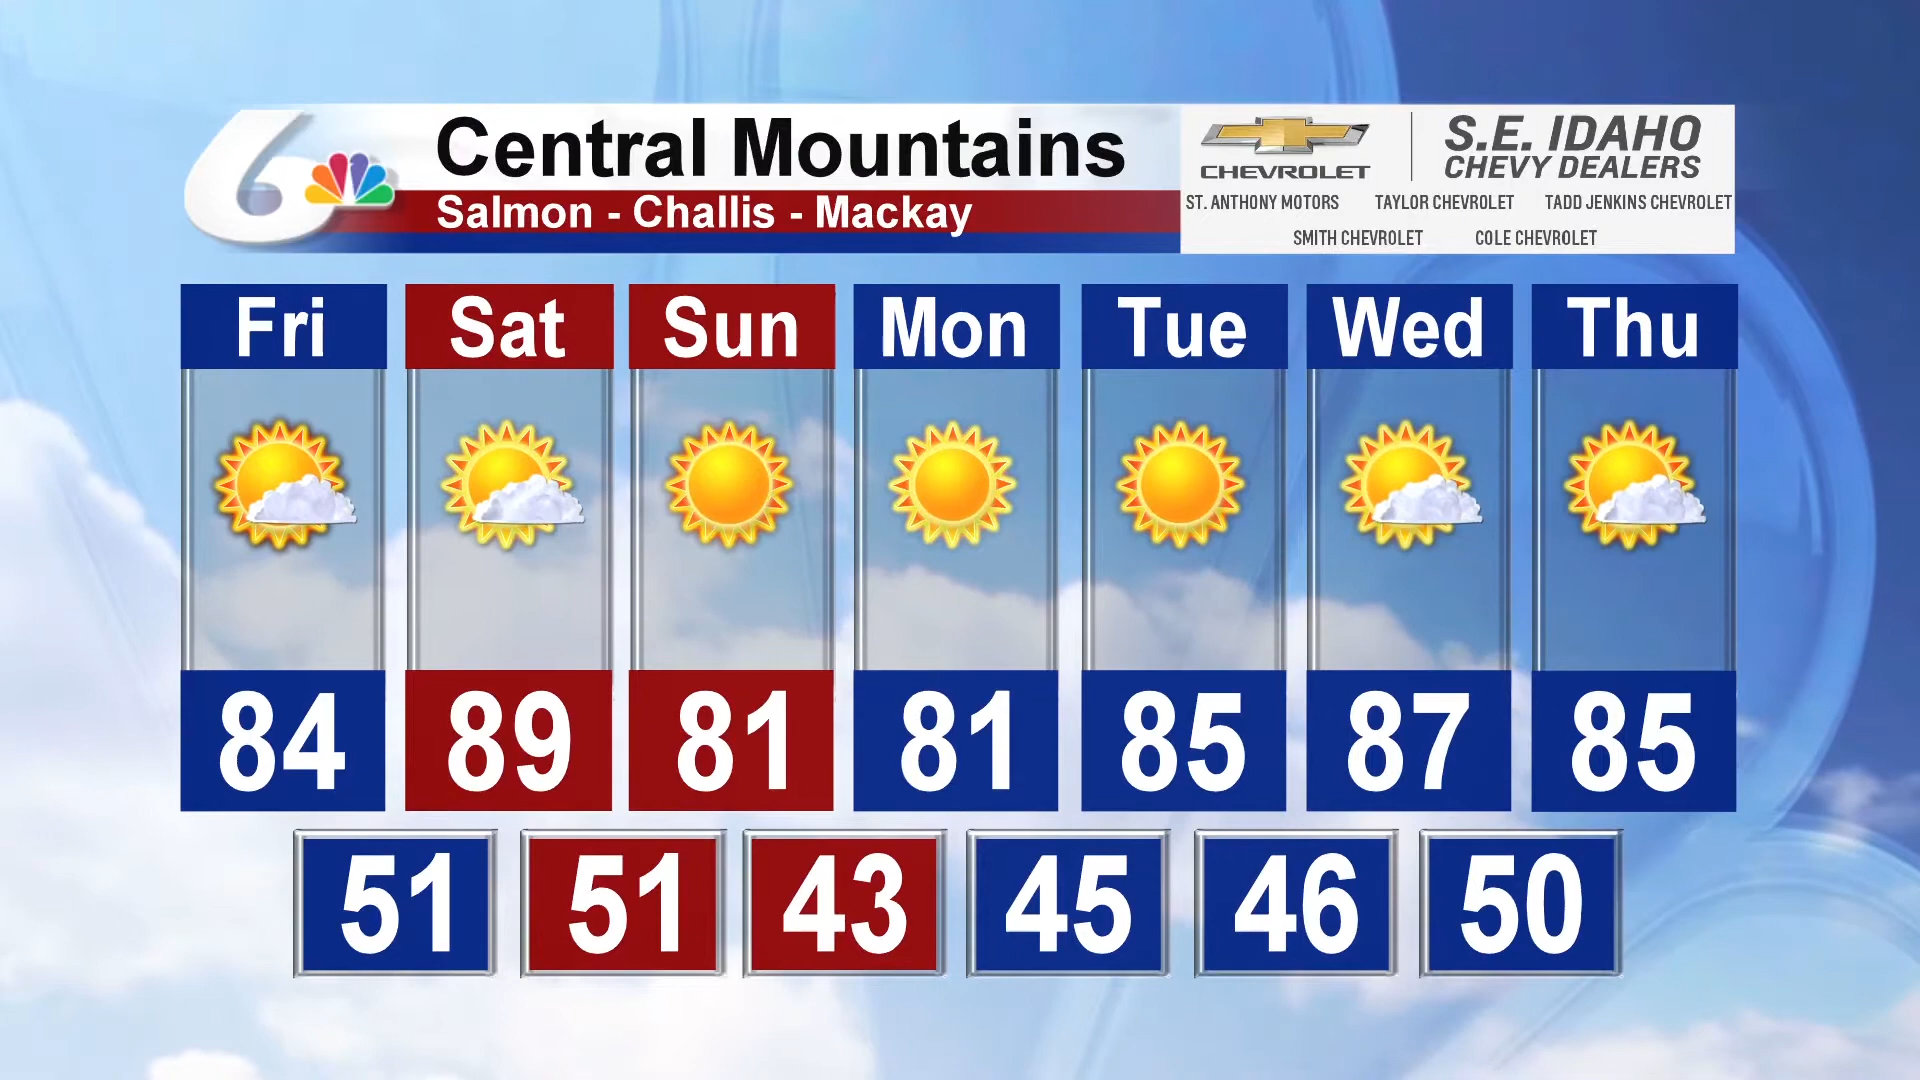 6
Central Mountains
Salmon - Challis - Mackay
CHEVROLET
S.E. IDAHO
CHEVY DEALERS
ST. ANTHONY MOTORS TAYLOR CHEVROLET TADD JENKINS CHEVROLET
SMITH CHEVROLET COLE CHEVROLET
Fri Sat Sun Mon Tue Wed Thu
84 89 81 81 85 87 85
51 51 43 45 46 50